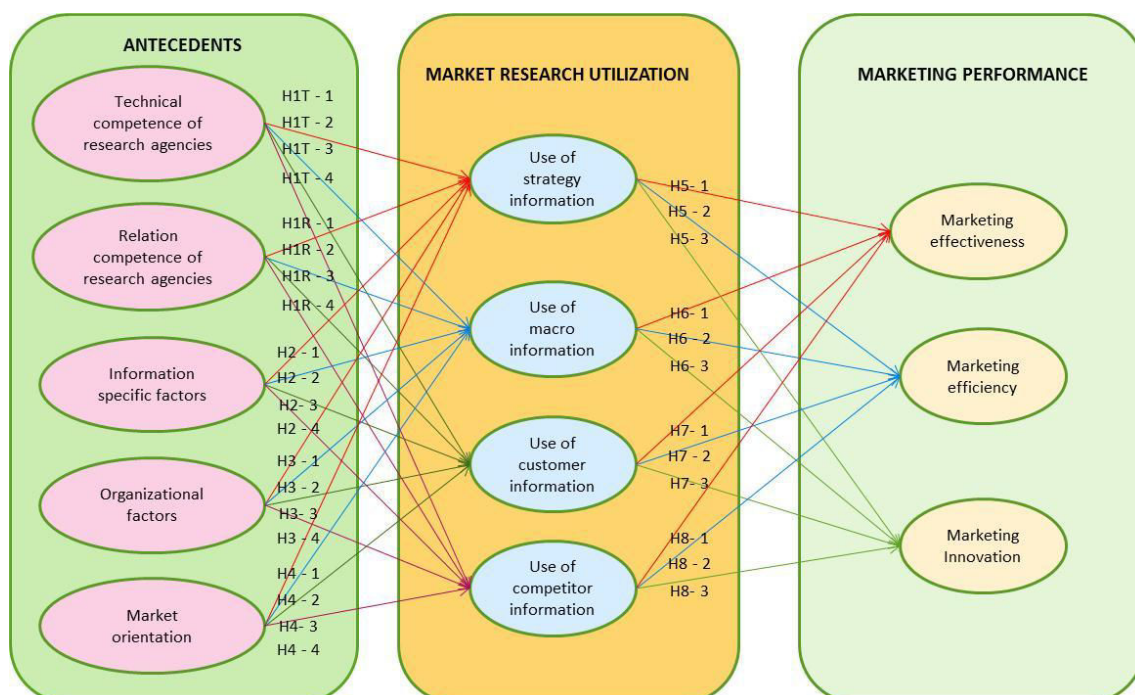 ANTECEDENTS
Technical
competence of
research agencies
H1T - 1
H1T - 2
H1T - 3
H1T - 4
Relation
competence of
research agencies
H1R - 1
H1R - 2
H1R - 3
H1R - 4
Information
specific factors
H2 - 1
H2 - 2
H2- 3
H2 - 4
Organizational
factors
H3 - 1
H3 - 2
H3- 3
H3 - 4
Market
orientation
H4 - 1
H4 - 2
H4- 3
H4 - 4
MARKET RESEARCH UTILIZATION
Use of
strategy
information
H5- 1
H5 - 2
H5- 3
Use of
macro
information
H6- 1
H6 - 2
H6- 3
Use of
customer
information
H7- 1
H7 - 2
H7- 3
Use of
competitor
information
H8- 1
H8 - 2
H8- 3
MARKETING PERFORMANCE
Marketing
effectiveness
Marketing
efficiency
Marketing
Innovation